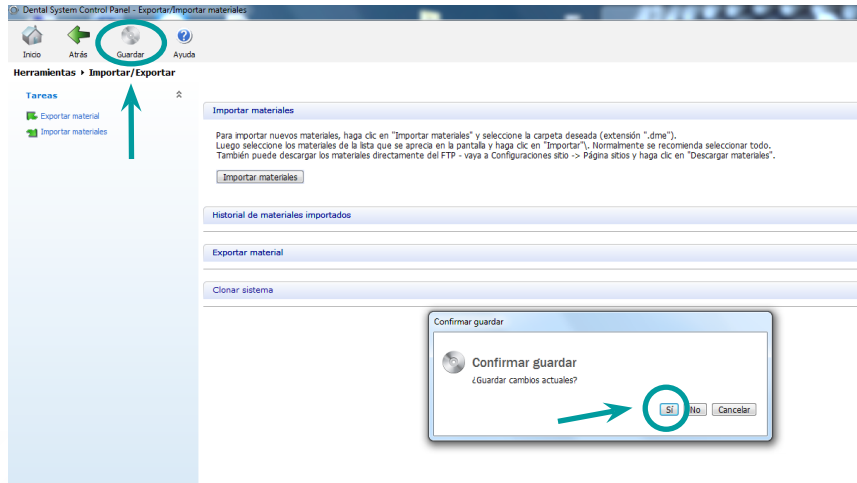 Dental System Control Panel - Exportar/Importar materiales
Inicio Atrás Guardar Ayuda
Herramientas ▸ Importar/Exportar
Tareas
Exportar material
Importar materiales
Importar materiales
Para importar nuevos materiales, haga clic en "Importar materiales" y seleccione la carpeta deseada (extensión ".dme").
Luego seleccione los materiales de la lista que se aprecia en la pantalla y haga clic en "Importar"\. Normalmente se recomienda seleccionar todo.
También puede descargar los materiales directamente del FTP - vaya a Configuraciones sitio -> Página sitios y haga clic en "Descargar materiales".
Importar materiales
Historial de materiales importados
Exportar material
Clonar sistema
Confirmar guardar
Confirmar guardar
¿Guardar cambios actuales?
Sí No Cancelar